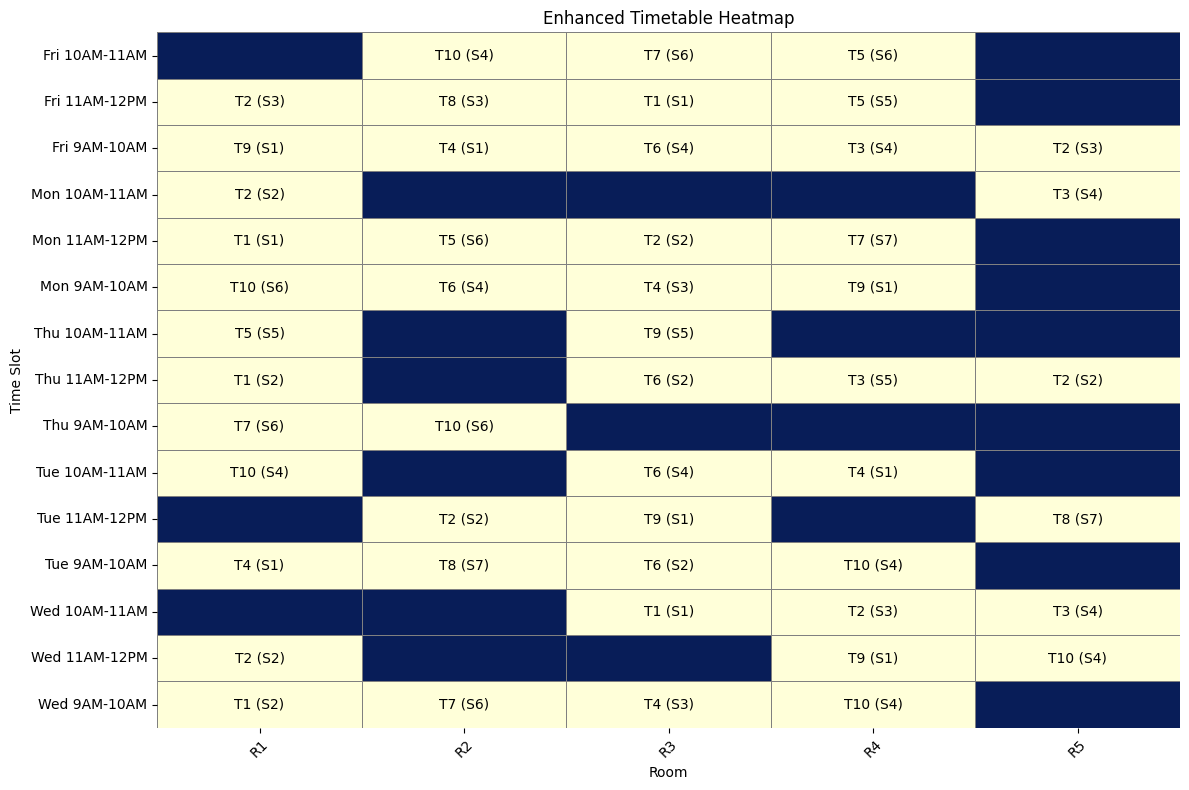 Enhanced Timetable Heatmap
Time Slot
Fri 10AM-11AM T10 (S4) T7 (S6) T5 (S6)
Fri 11AM-12PM T2 (S3) T8 (S3) T1 (S1) T5 (S5)
Fri 9AM-10AM T9 (S1) T4 (S1) T6 (S4) T3 (S4) T2 (S3)
Mon 10AM-11AM T2 (S2) T3 (S4)
Mon 11AM-12PM T1 (S1) T5 (S6) T2 (S2) T7 (S7)
Mon 9AM-10AM T10 (S6) T6 (S4) T4 (S3) T9 (S1)
Thu 10AM-11AM T5 (S5) T9 (S5)
Thu 11AM-12PM T1 (S2) T6 (S2) T3 (S5) T2 (S2)
Thu 9AM-10AM T7 (S6) T10 (S6)
Tue 10AM-11AM T10 (S4) T6 (S4) T4 (S1)
Tue 11AM-12PM T2 (S2) T9 (S1) T8 (S7)
Tue 9AM-10AM T4 (S1) T8 (S7) T6 (S2) T10 (S4)
Wed 10AM-11AM T1 (S1) T2 (S3) T3 (S4)
Wed 11AM-12PM T2 (S2) T9 (S1) T10 (S4)
Wed 9AM-10AM T1 (S2) T7 (S6) T4 (S3) T10 (S4)
R1 R2 R3 R4 R5
Room